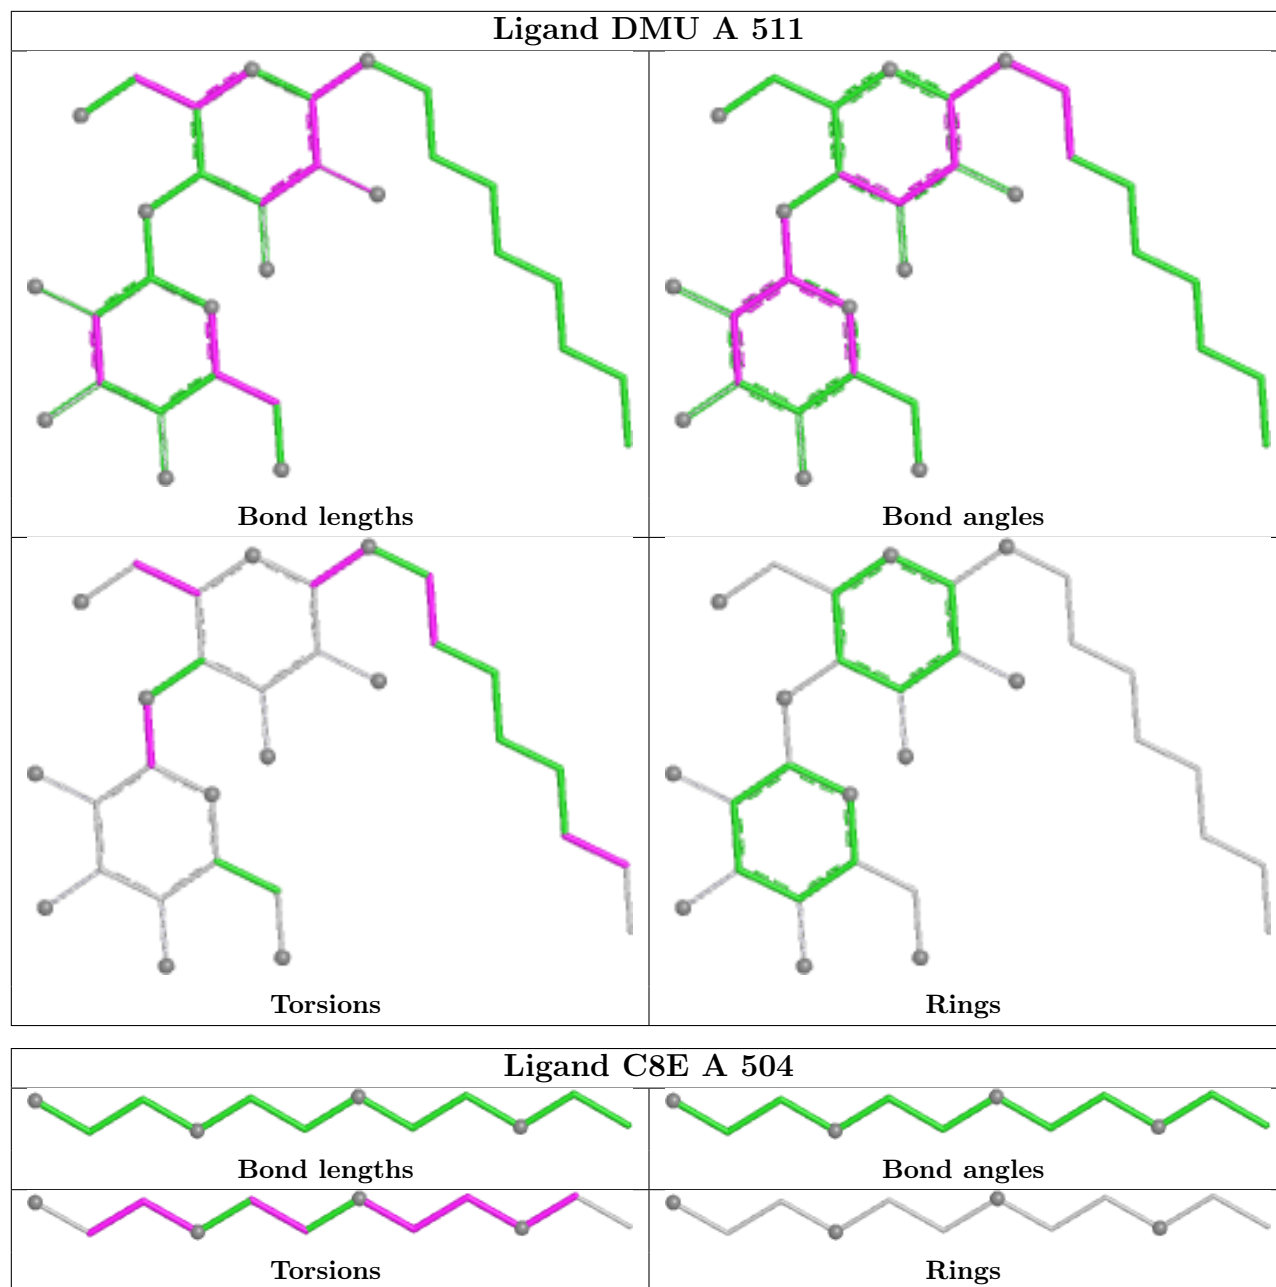 Ligand DMU A 511
Bond lengths
Bond angles
Torsions
Rings
Ligand C8E A 504
Bond lengths
Bond angles
Torsions
Rings